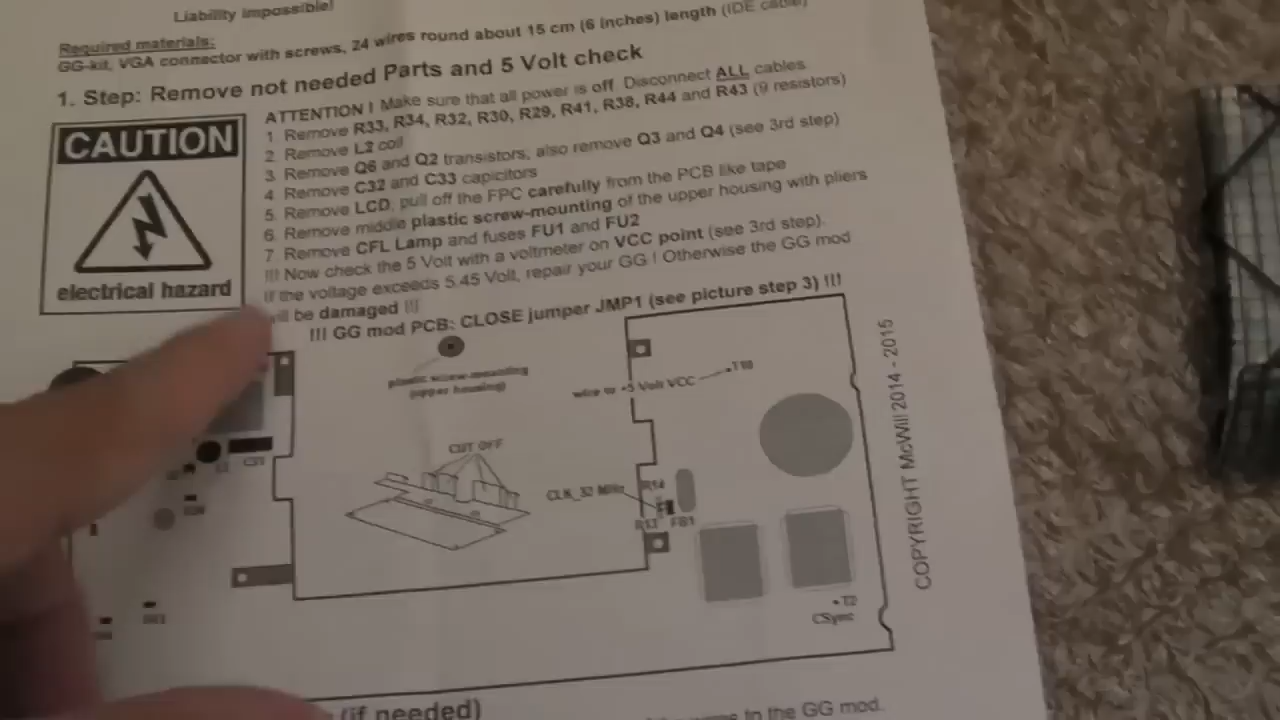 Liability impossible!
Required materials:
GG-kit, VGA connector with screws, 24 wires round about 15 cm (6 inches) length (IDE cable)
1. Step: Remove not needed Parts and 5 Volt check
CAUTION
electrical hazard
ATTENTION ! Make sure that all power is off. Disconnect ALL cables
1. Remove R33, R34, R32, R30, R29, R41, R38, R44 and R43 (9 resistors)
2. Remove L2 coil
3. Remove Q6 and Q2 transistors, also remove Q3 and Q4 (see 3rd step)
4. Remove C32 and C33 capicitors
5. Remove LCD, pull off the FPC carefully from the PCB like tape
6. Remove middle plastic screw-mounting of the upper housing with pliers
7. Remove CFL Lamp and fuses FU1 and FU2
!!! Now check the 5 Volt with a voltmeter on VCC point (see 3rd step).
If the voltage exceeds 5.45 Volt, repair your GG ! Otherwise the GG mod
will be damaged !!!
!!! GG mod PCB: CLOSE jumper JMP1 (see picture step 3) !!!
plastic screw-mounting
(upper housing)
wire to +5 Volt VCC
T10
CUT OFF
CLK_32 MHz
R14
R13 FB1
T2
CSync
COPYRIGHT McWill 2014 - 2015
(if needed)
to the GG mod.